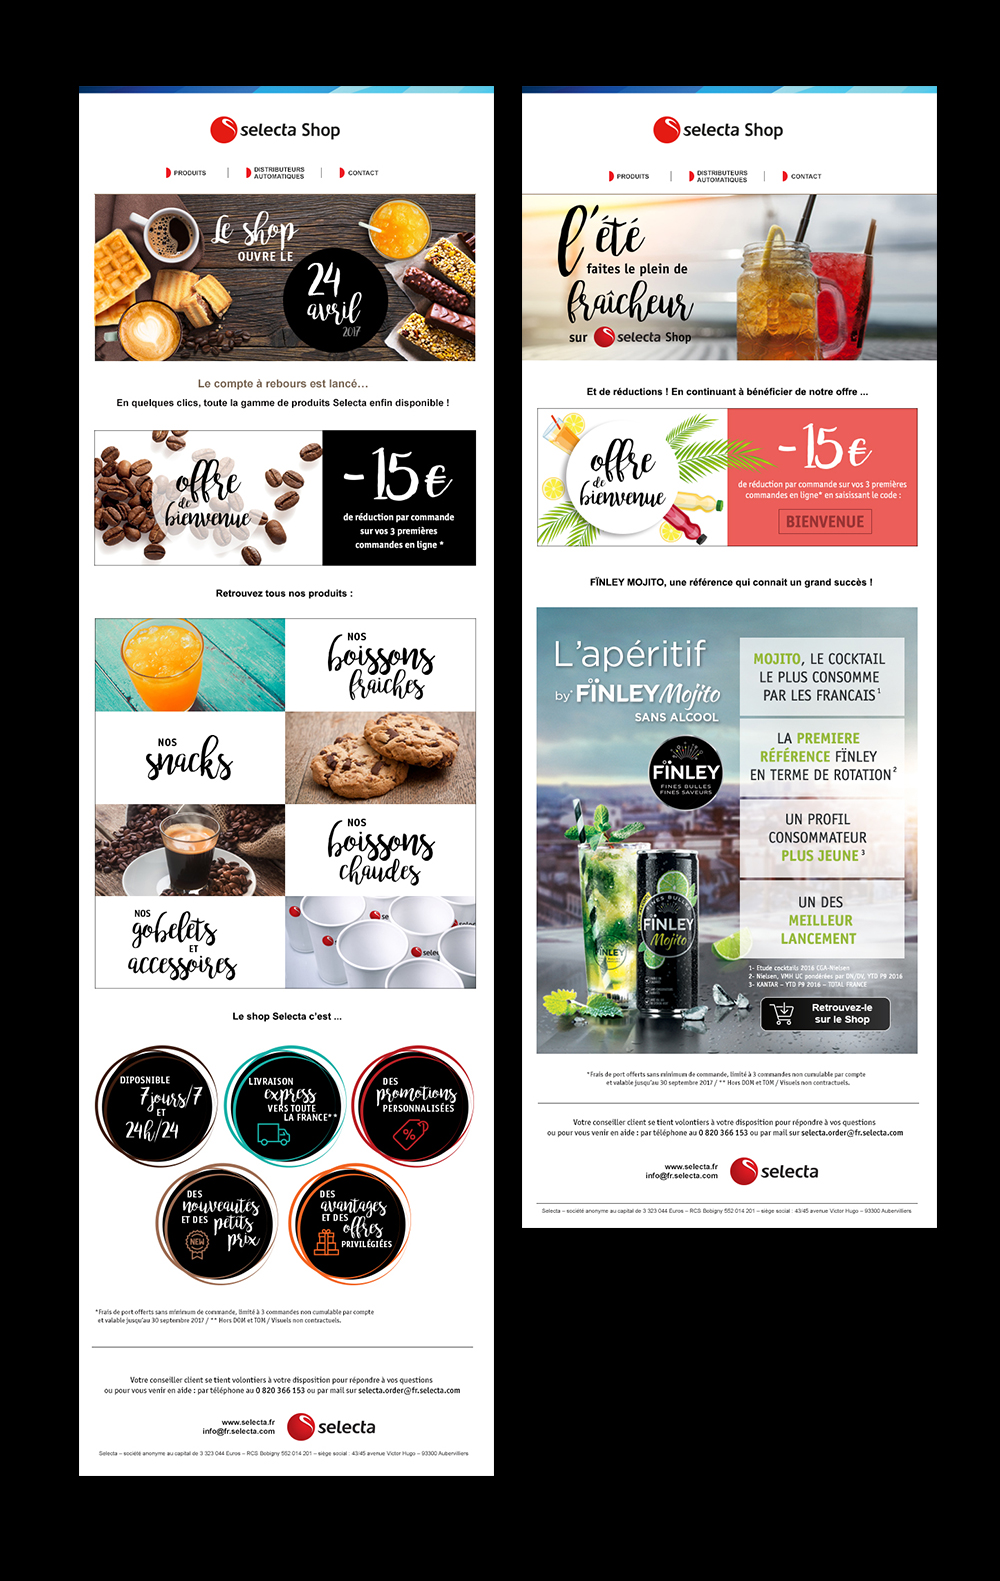 selecta Shop
PRODUITS
DISTRIBUTEURS
AUTOMATIQUES
CONTACT
Le shop
OUVRE LE
24
avril
2017
Le compte à rebours est lancé...
En quelques clics, toute la gamme de produits Selecta enfin disponible !
offre
de
bienvenue
-15€
de réduction par commande
sur vos 3 premières
commandes en ligne *
Retrouvez tous nos produits :
NOS
boissons
fraiches
NOS
snacks
NOS
boissons
chaudes
NOS
gobelets
ET
accessoires
selec
Le shop Selecta c'est ...
DIPOSNIBLE
7jours/7
ET
24h/24
LIVRAISON
express
VERS TOUTE
LA FRANCE**
DES
promotions
PERSONNALISÉES
%
DES
nouveautés
ET DES petits
prix
NEW
DES
avantages
ET DES
offres
PRIVILÉGIÉES
*Frais de port offerts sans minimum de commande, limité à 3 commandes non cumulable par compte
et valable jusqu'au 30 septembre 2017 / ** Hors DOM et TOM / Visuels non contractuels.
Votre conseiller client se tient volontiers à votre disposition pour répondre à vos questions
ou pour vous venir en aide : par téléphone au 0 820 366 153 ou par mail sur selecta.order@fr.selecta.com
www.selecta.fr
info@fr.selecta.com
selecta
Selecta – société anonyme au capital de 3 323 044 Euros – RCS Bobigny 552 014 201 – siège social : 43/45 avenue Victor Hugo – 93300 Aubervilliers
selecta Shop
PRODUITS
DISTRIBUTEURS
AUTOMATIQUES
CONTACT
l'été
faites le plein de
fraîcheur
sur selecta Shop
Et de réductions ! En continuant à bénéficier de notre offre ...
offre
de
bienvenue
-15€
de réduction par commande sur vos 3 premières
commandes en ligne* en saisissant le code :
BIENVENUE
FÏNLEY MOJITO, une référence qui connait un grand succès !
L'apéritif
by* FÏNLEY Mojito
SANS ALCOOL
FÏNLEY
FINES BULLES
FINES SAVEURS
MOJITO, LE COCKTAIL
LE PLUS CONSOMME
PAR LES FRANCAIS 1
LA PREMIERE
RÉFÉRENCE FÏNLEY
EN TERME DE ROTATION 2
UN PROFIL
CONSOMMATEUR
PLUS JEUNE 3
UN DES
MEILLEUR
LANCEMENT
FINES BULLES
FÏNLEY
Mojito
FÏNLEY
1- Etude cocktails 2016 CGA-Nielsen
2- Nielsen, VMH UC pondérées par DN/DV, YTD P9 2016
3- KANTAR – YTD P9 2016 – TOTAL FRANCE
Retrouvez-le
sur le Shop
*Frais de port offerts sans minimum de commande, limité à 3 commandes non cumulable par compte
et valable jusqu'au 30 septembre 2017 / ** Hors DOM et TOM / Visuels non contractuels.
Votre conseiller client se tient volontiers à votre disposition pour répondre à vos questions
ou pour vous venir en aide : par téléphone au 0 820 366 153 ou par mail sur selecta.order@fr.selecta.com
www.selecta.fr
info@fr.selecta.com
selecta
Selecta – société anonyme au capital de 3 323 044 Euros – RCS Bobigny 552 014 201 – siège social : 43/45 avenue Victor Hugo – 93300 Aubervilliers